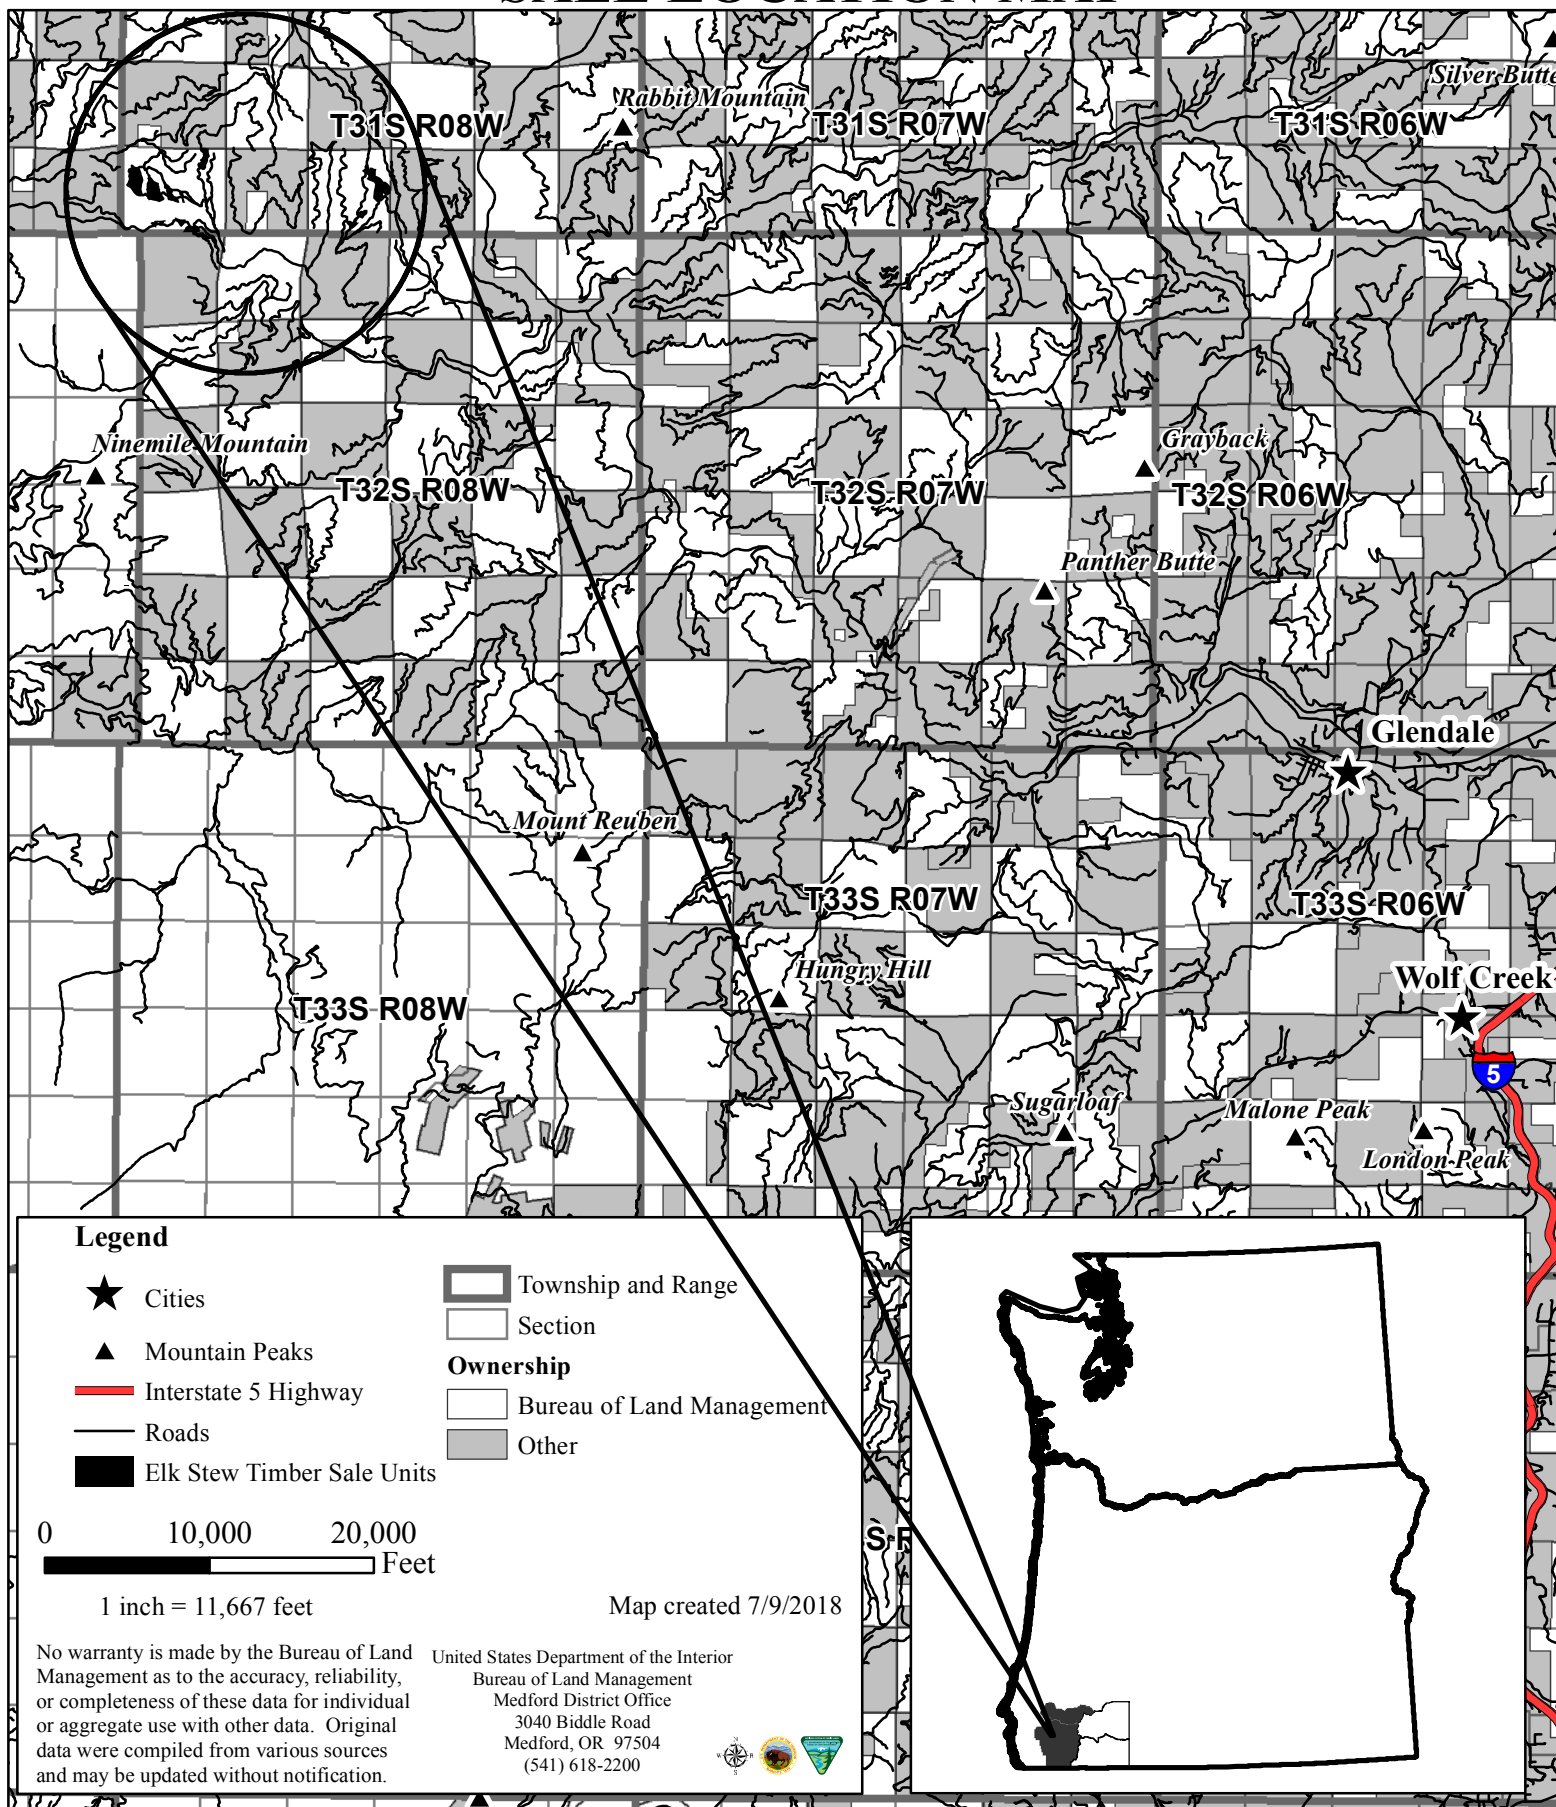 SALE LOCATION MAP
Silver Butte
Rabbit Mountain
T31S R08W
T31S R07W
T31S R06W
Ninemile Mountain
Grayback
T32S R08W
T32S R07W
T32S R06W
Panther Butte
Glendale
Mount Reuben
T33S R07W
T33S R06W
Hungry Hill
Wolf Creek
T33S R08W
5
Sugarloaf
Malone Peak
London Peak
S R
Legend
Cities
Mountain Peaks
Interstate 5 Highway
Roads
Elk Stew Timber Sale Units
Township and Range
Section
Ownership
Bureau of Land Management
Other
0 10,000 20,000
Feet
1 inch = 11,667 feet
Map created 7/9/2018
No warranty is made by the Bureau of Land
Management as to the accuracy, reliability,
or completeness of these data for individual
or aggregate use with other data. Original
data were compiled from various sources
and may be updated without notification.
United States Department of the Interior
Bureau of Land Management
Medford District Office
3040 Biddle Road
Medford, OR 97504
(541) 618-2200
N
W E
S